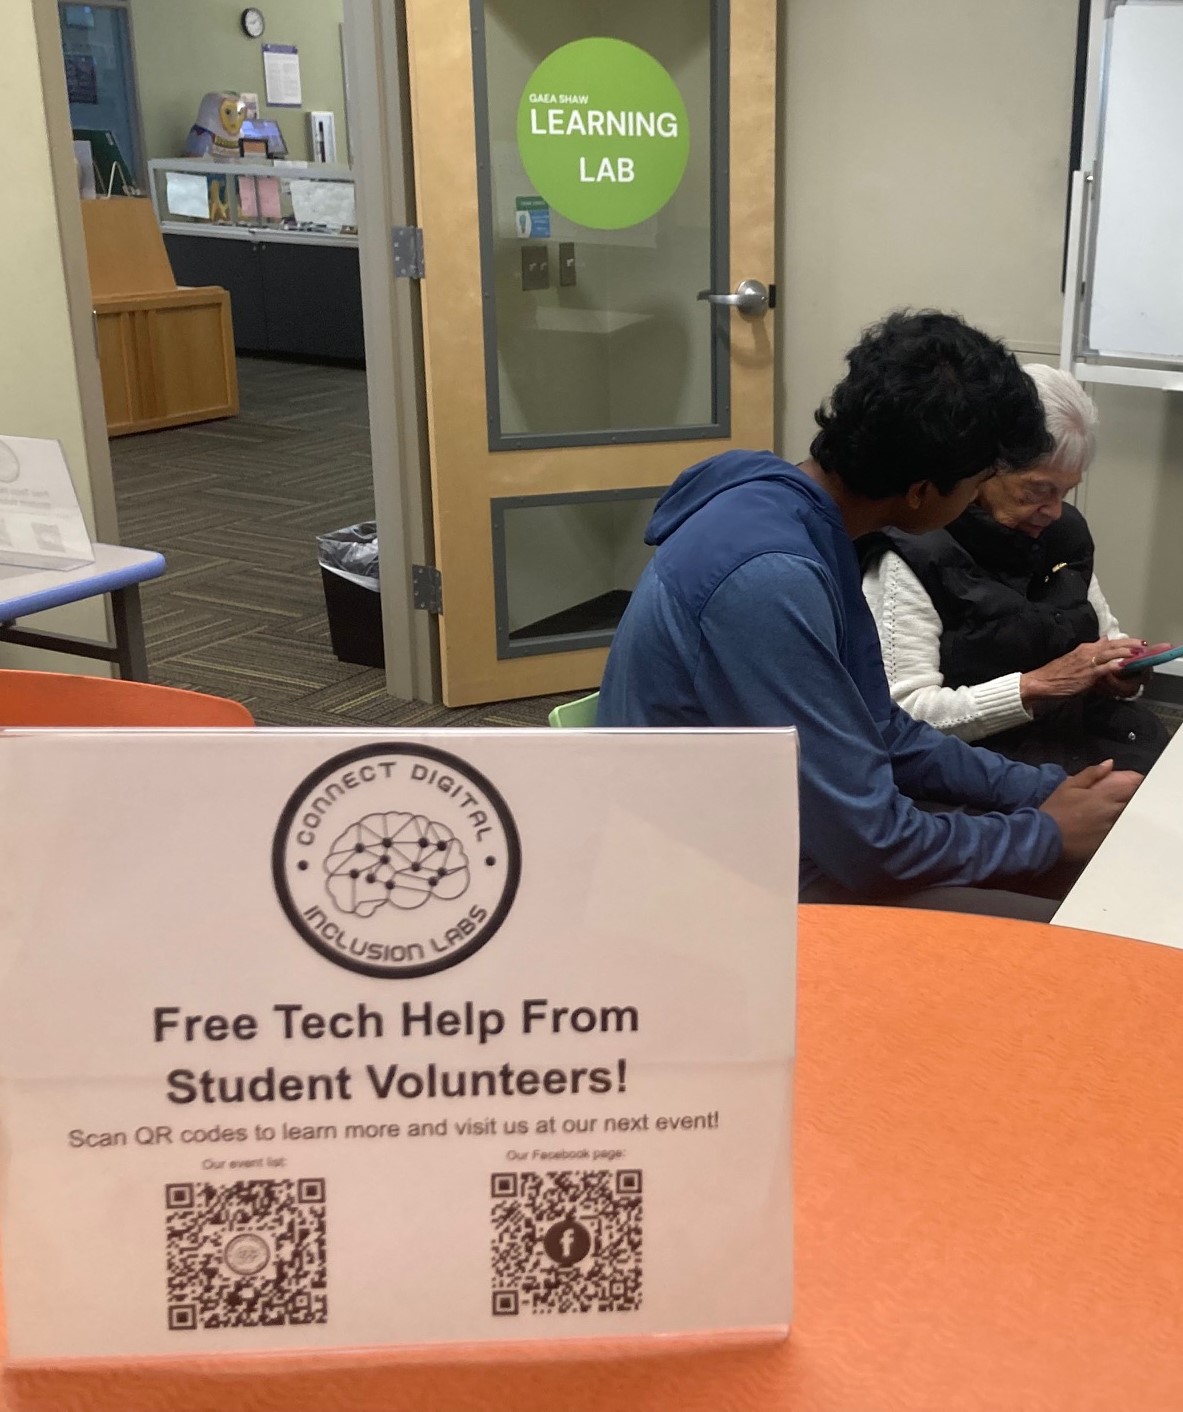 GAEA SHAW
LEARNING
LAB
CONNECT DIGITAL
INCLUSION LABS
Free Tech Help From
Student Volunteers!
Scan QR codes to learn more and visit us at our next event!
Our event list:
Our Facebook page:
f